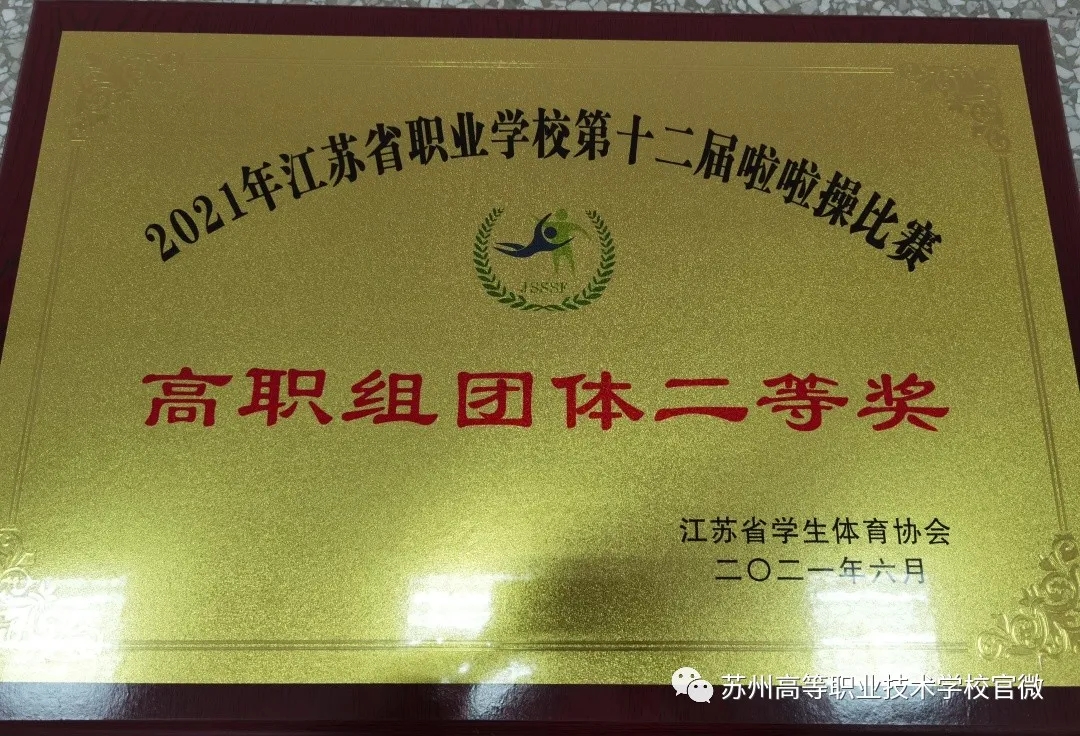 2021年江苏省职业学校第十二届啦啦操比赛
JSSSF
高职组团体二等奖
江苏省学生体育协会
二〇二一年六月
苏州高等职业技术学校官微